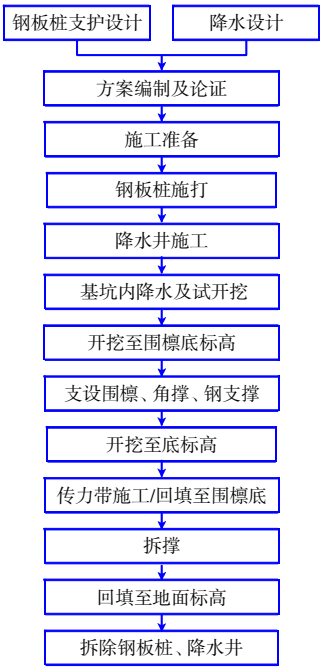 钢板桩支护设计
降水设计
方案编制及论证
施工准备
钢板桩施打
降水井施工
基坑内降水及试开挖
开挖至围檩底标高
支设围檩、角撑、钢支撑
开挖至底标高
传力带施工/回填至围檩底
拆撑
回填至地面标高
拆除钢板桩、降水井